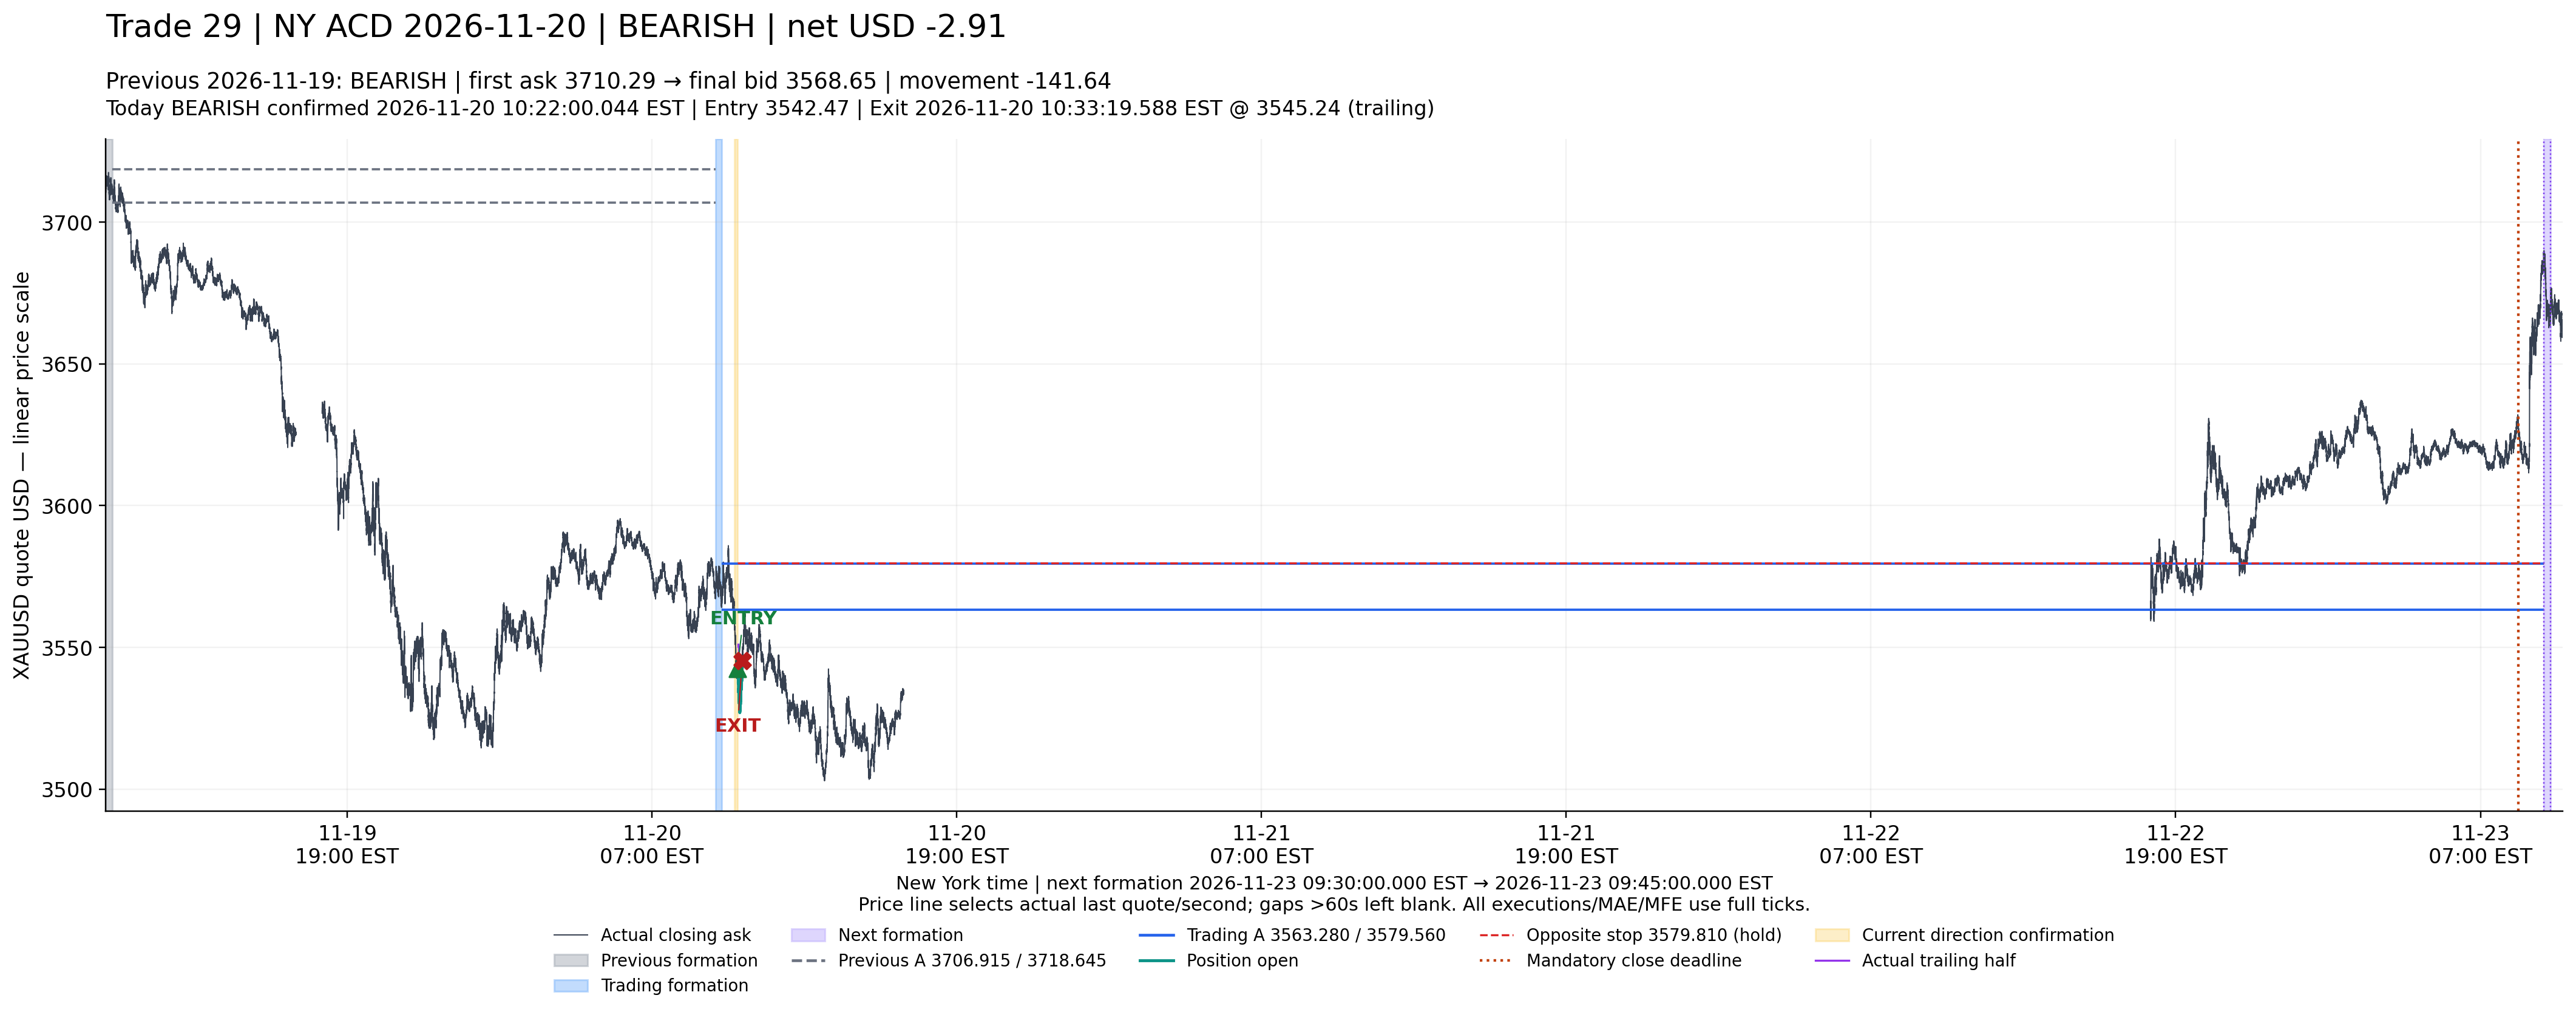 Trade 29 | NY ACD 2026-11-20 | BEARISH | net USD -2.91
Previous 2026-11-19: BEARISH | first ask 3710.29 → final bid 3568.65 | movement -141.64
Today BEARISH confirmed 2026-11-20 10:22:00.044 EST | Entry 3542.47 | Exit 2026-11-20 10:33:19.588 EST @ 3545.24 (trailing)
XAUUSD quote USD — linear price scale
3700
3650
3600
3550
3500
ENTRY
EXIT
11-19 19:00 EST
11-20 07:00 EST
11-20 19:00 EST
11-21 07:00 EST
11-21 19:00 EST
11-22 07:00 EST
11-22 19:00 EST
11-23 07:00 EST
New York time | next formation 2026-11-23 09:30:00.000 EST → 2026-11-23 09:45:00.000 EST
Price line selects actual last quote/second; gaps >60s left blank. All executions/MAE/MFE use full ticks.
Actual closing ask
Previous formation
Trading formation
Next formation
Previous A 3706.915 / 3718.645
Trading A 3563.280 / 3579.560
Position open
Opposite stop 3579.810 (hold)
Mandatory close deadline
Current direction confirmation
Actual trailing half